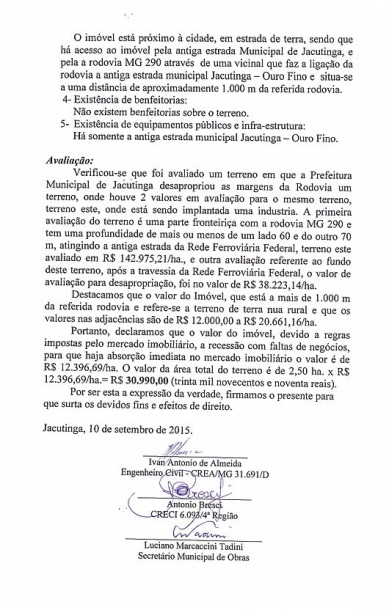 O imóvel está próximo à cidade, em estrada de terra, sendo que
há acesso ao imóvel pela antiga estrada Municipal de Jacutinga, e
pela a rodovia MG 290 através de uma vicinal que faz a ligação da
rodovia a antiga estrada municipal Jacutinga – Ouro Fino e situa-se
a uma distância de aproximadamente 1.000 m da referida rodovia.
4- Existência de benfeitorias:
Não existem benfeitorias sobre o terreno.
5- Existência de equipamentos públicos e infra-estrutura:
Há somente a antiga estrada municipal Jacutinga – Ouro Fino.
Avaliação:
Verificou-se que foi avaliado um terreno em que a Prefeitura
Municipal de Jacutinga desapropriou as margens da Rodovia um
terreno, onde houve 2 valores em avaliação para o mesmo terreno,
terreno este, onde está sendo implantada uma industria. A primeira
avaliação do terreno é uma parte fronteiriça com a rodovia MG 290 e
tem uma profundidade de mais ou menos de um lado 60 e do outro 70
m, atingindo a antiga estrada da Rede Ferroviária Federal, terreno este
avaliado em R$ 142.975,21/ha., e outra avaliação referente ao fundo
deste terreno, após a travessia da Rede Ferroviária Federal, o valor de
avaliação para desapropriação, foi no valor de R$ 38.223,14/ha.
Destacamos que o valor do Imóvel, que está a mais de 1.000 m
da referida rodovia e refere-se a terreno de terra nua rural e que os
valores nas adjacências são de R$ 12.000,00 a R$ 20.661,16/ha.
Portanto, declaramos que o valor do imóvel, devido a regras
impostas pelo mercado imobiliário, a recessão com faltas de negócios,
para que haja absorção imediata no mercado imobiliário o valor é de
R$ 12.396,69/ha. O valor da área total do terreno é de 2,50 ha. x R$
12.396,69/ha.= R$ 30.990,00 (trinta mil novecentos e noventa reais).
Por ser esta a expressão da verdade, firmamos o presente para
que surta os devidos fins e efeitos de direito.
Jacutinga, 10 de setembro de 2015.
Ivan Antonio de Almeida
Engenheiro Civil - CREA/MG 31.691/D
Antonio Bresci
CRECI 6.093/4ª Região
Luciano Marcaccini Tadini
Secretário Municipal de Obras